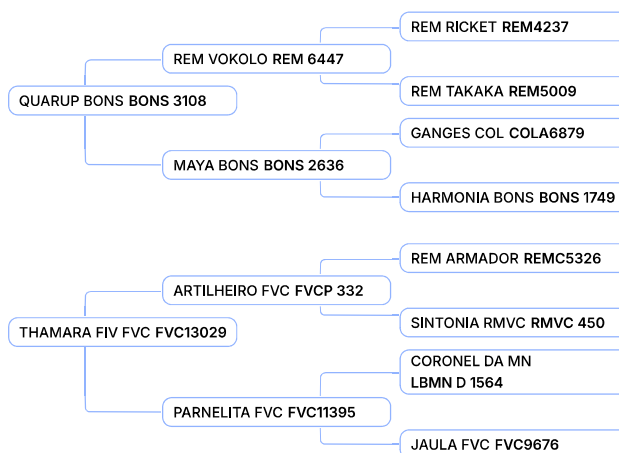 REM RICKET REM4237
REM VOKOLO REM 6447
REM TAKAKA REM5009
QUARUP BONS BONS 3108
GANGES COL COLA6879
MAYA BONS BONS 2636
HARMONIA BONS BONS 1749
REM ARMADOR REMC5326
ARTILHEIRO FVC FVCP 332
SINTONIA RMVC RMVC 450
THAMARA FIV FVC FVC13029
CORONEL DA MN
LBMN D 1564
PARNELITA FVC FVC11395
JAULA FVC FVC9676